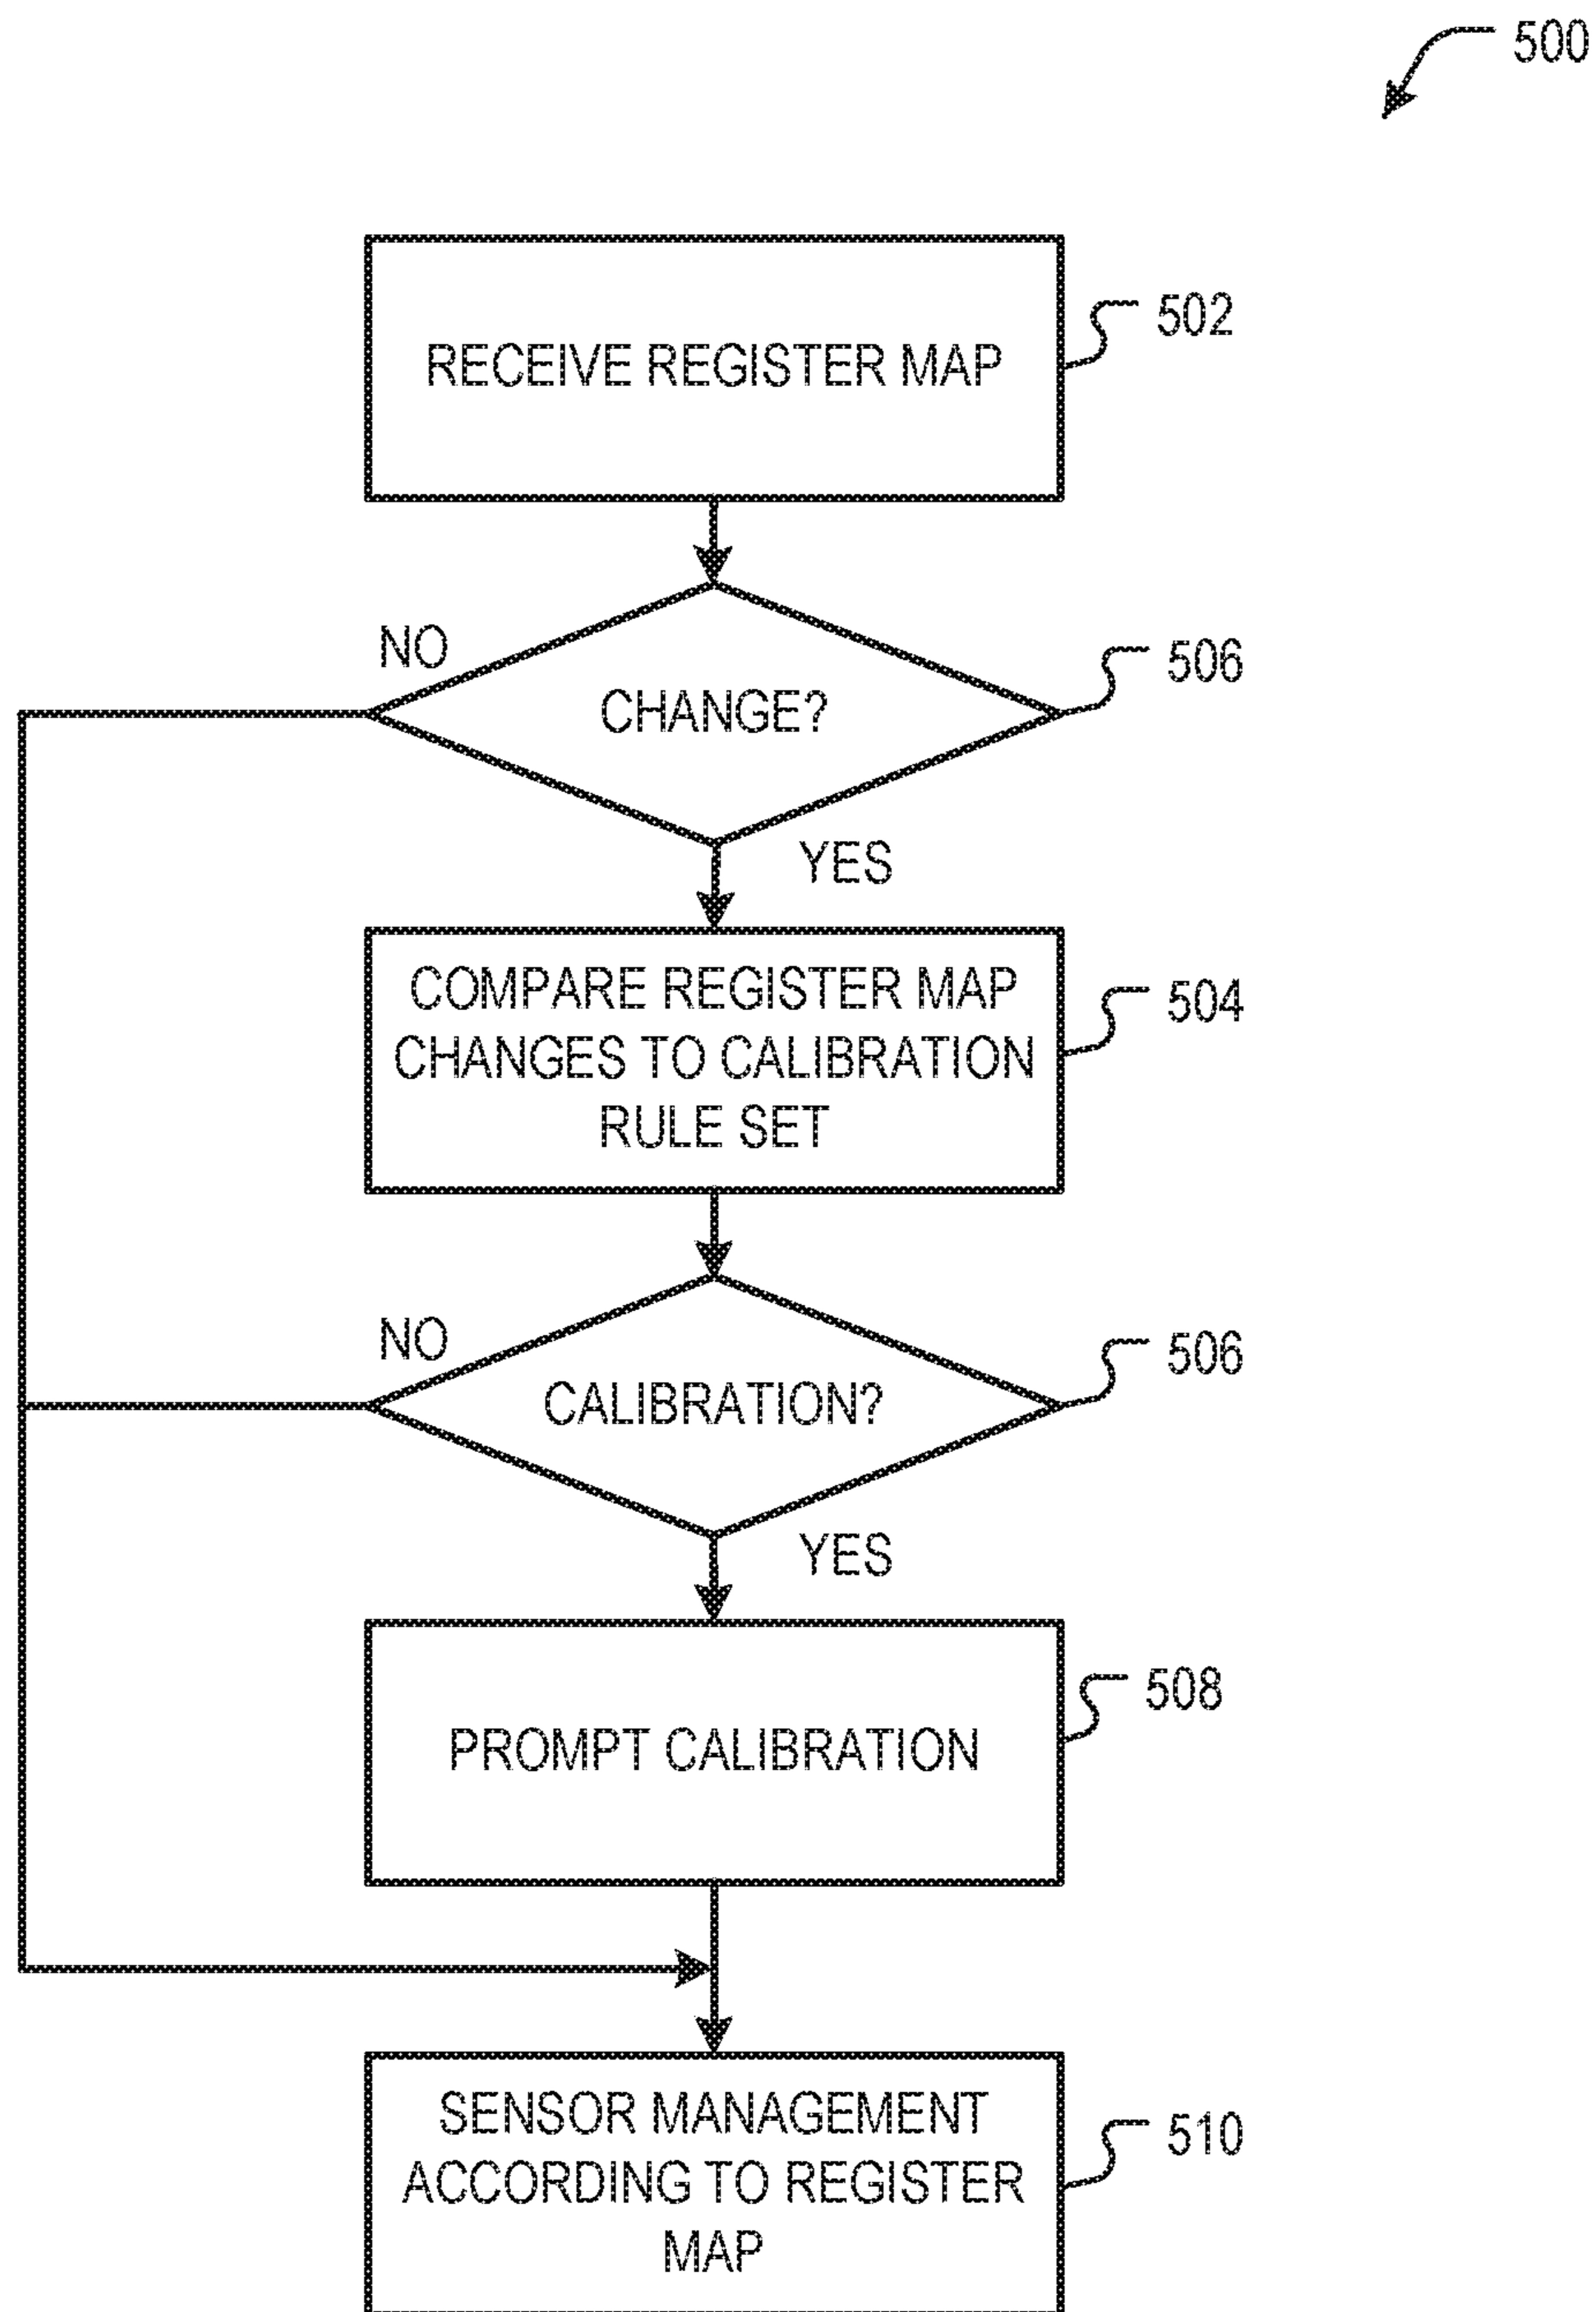 500
RECEIVE REGISTER MAP
502
NO
CHANGE?
506
YES
COMPARE REGISTER MAP
CHANGES TO CALIBRATION
RULE SET
504
NO
CALIBRATION?
506
YES
PROMPT CALIBRATION
508
SENSOR MANAGEMENT
ACCORDING TO REGISTER
MAP
510